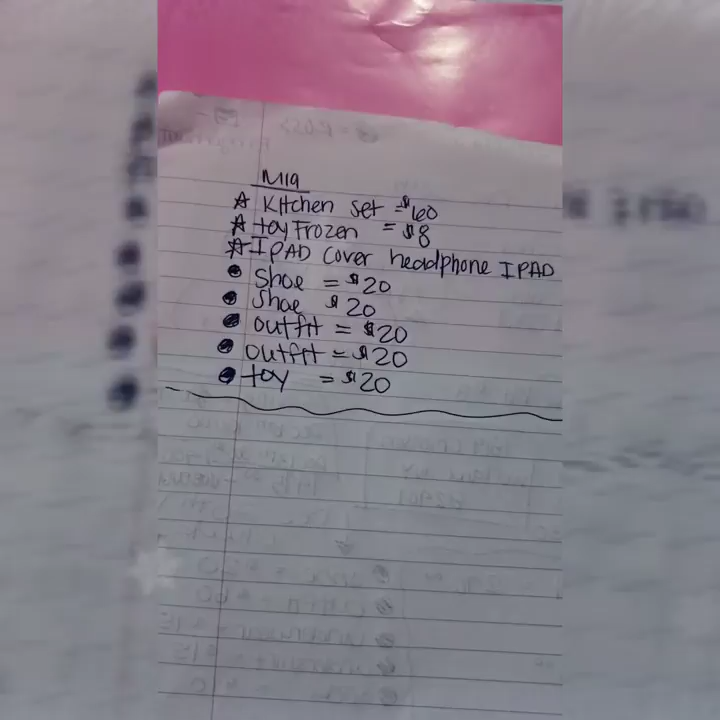 Mia
Kitchen set = $160
toy Frozen = $8
IPAD cover headphone IPAD
Shoe = $20
Shoe $20
outfit = $20
outfit = $20
toy = $20